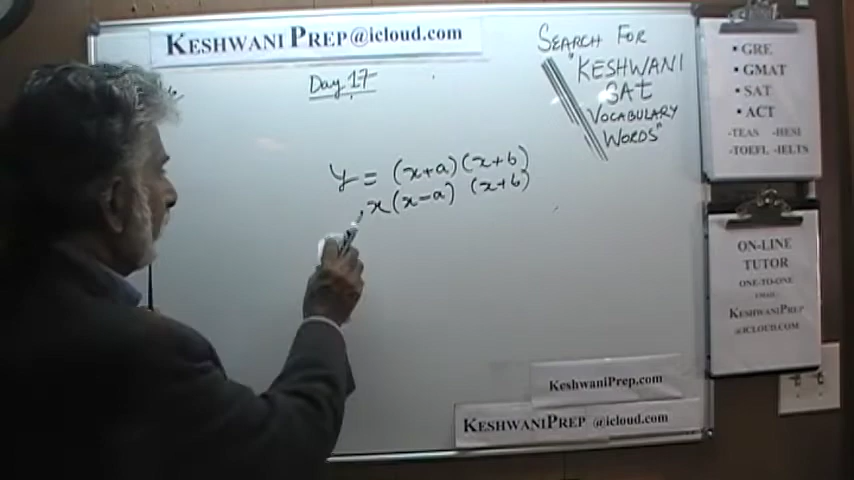 KESHWANI PREP@icloud.com
Day 17
SEARCH FOR
"KESHWANI
SAT
VOCABULARY
WORDS"
y = (x+a)(x+b)
x(x-a) (x+b)
▪ GRE
▪ GMAT
▪ SAT
▪ ACT
-TEAS -HESI
-TOEFL -IELTS
ON-LINE
TUTOR
ONE-TO-ONE
EMAIL
KESHWANIPREP
@ICLOUD.COM
KeshwaniPrep.com
KESHWANIPREP @icloud.com